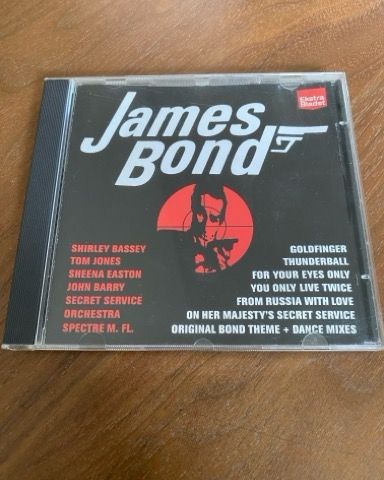 Ekstra
Bladet
James
Bond
SHIRLEY BASSEY
TOM JONES
SHEENA EASTON
JOHN BARRY
SECRET SERVICE
ORCHESTRA
SPECTRE M. FL.
GOLDFINGER
THUNDERBALL
FOR YOUR EYES ONLY
YOU ONLY LIVE TWICE
FROM RUSSIA WITH LOVE
ON HER MAJESTY'S SECRET SERVICE
ORIGINAL BOND THEME + DANCE MIXES